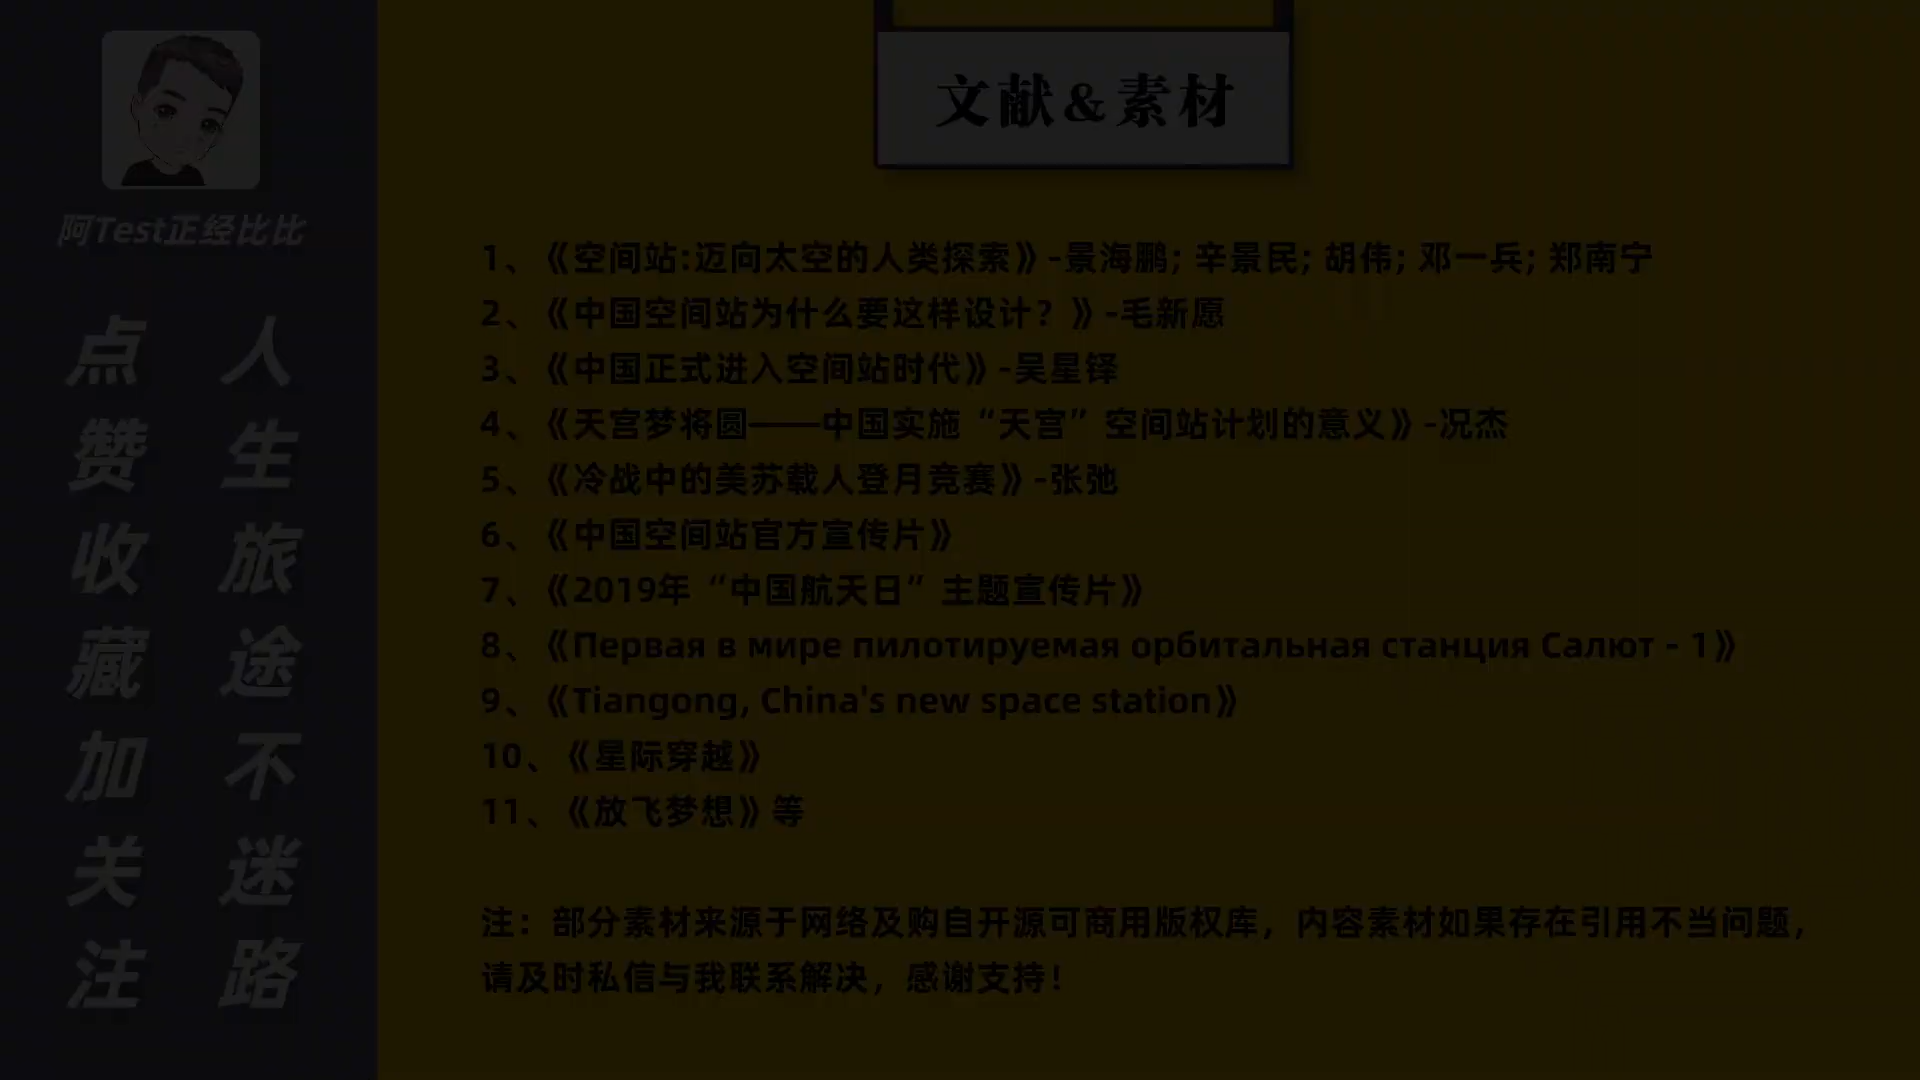 阿Test正经比比
人生旅途不迷路
点赞收藏加关注
文献&素材
1、《空间站:迈向太空的人类探索》-景海鹏; 辛景民; 胡伟; 邓一兵; 郑南宁
2、《中国空间站为什么要这样设计？》-毛新愿
3、《中国正式进入空间站时代》-吴星铎
4、《天宫梦将圆——中国实施“天宫”空间站计划的意义》-况杰
5、《冷战中的美苏载人登月竞赛》-张弛
6、《中国空间站官方宣传片》
7、《2019年“中国航天日”主题宣传片》
8、《Первая в мире пилотируемая орбитальная станция Салют - 1》
9、《Tiangong, China's new space station》
10、《星际穿越》
11、《放飞梦想》等
注：部分素材来源于网络及购自开源可商用版权库，内容素材如果存在引用不当问题，
请及时私信与我联系解决，感谢支持！